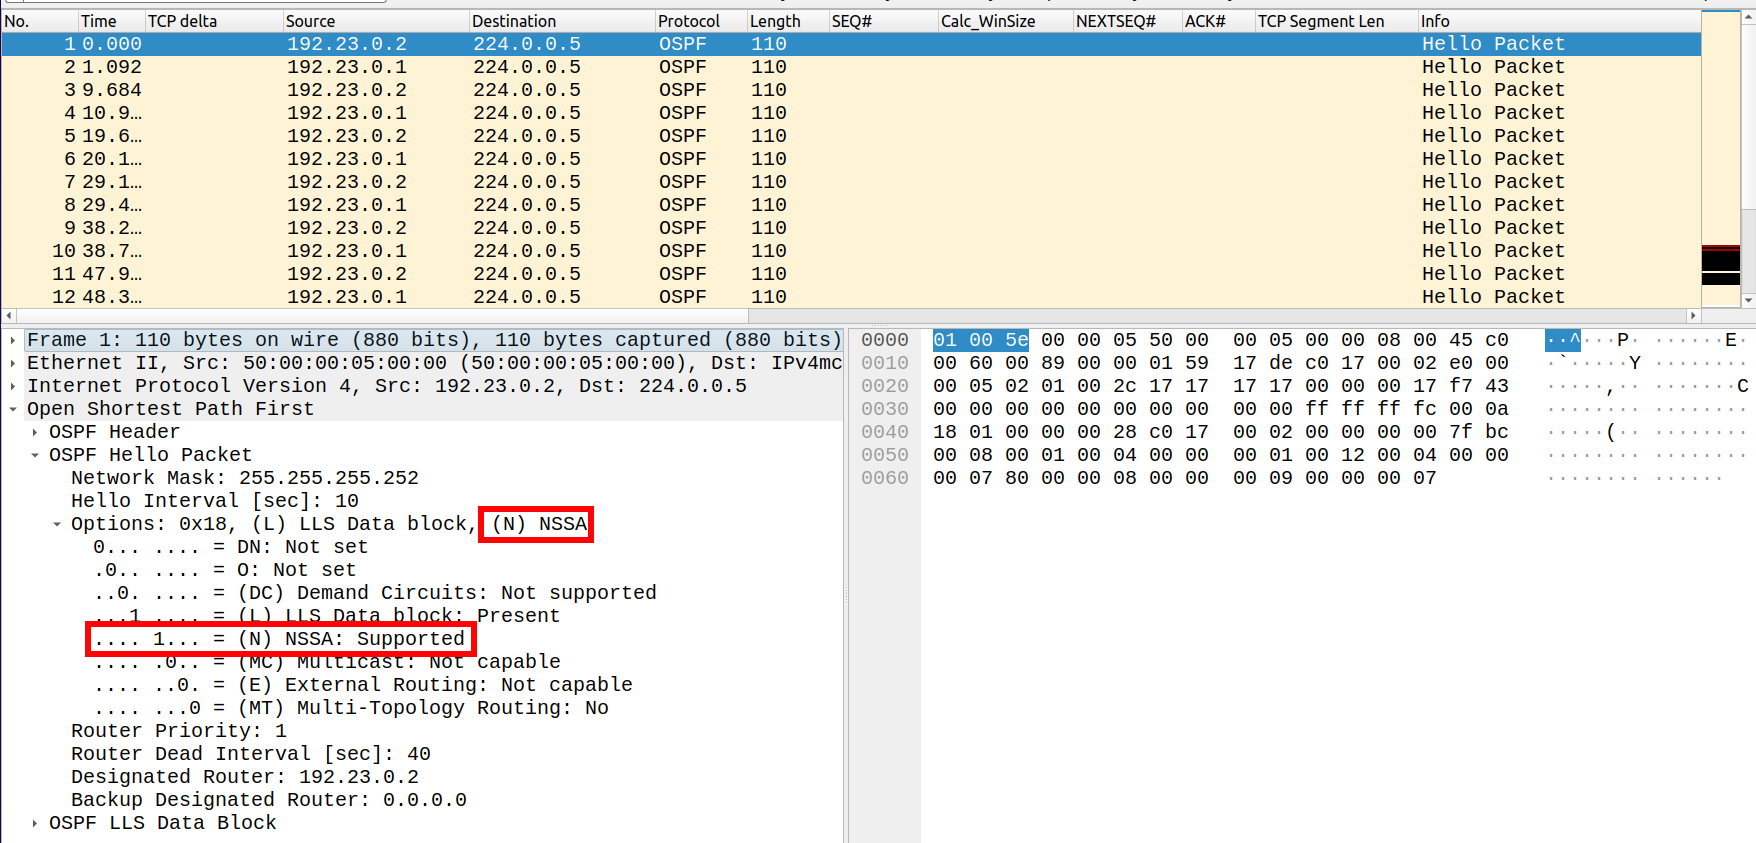 No. Time TCP delta Source Destination Protocol Length SEQ# Calc_WinSize NEXTSEQ# ACK# TCP Segment Len Info
1 0.000 192.23.0.2 224.0.0.5 OSPF 110 Hello Packet
2 1.092 192.23.0.1 224.0.0.5 OSPF 110 Hello Packet
3 9.684 192.23.0.2 224.0.0.5 OSPF 110 Hello Packet
4 10.9… 192.23.0.1 224.0.0.5 OSPF 110 Hello Packet
5 19.6… 192.23.0.2 224.0.0.5 OSPF 110 Hello Packet
6 20.1… 192.23.0.1 224.0.0.5 OSPF 110 Hello Packet
7 29.1… 192.23.0.2 224.0.0.5 OSPF 110 Hello Packet
8 29.4… 192.23.0.1 224.0.0.5 OSPF 110 Hello Packet
9 38.2… 192.23.0.2 224.0.0.5 OSPF 110 Hello Packet
10 38.7… 192.23.0.1 224.0.0.5 OSPF 110 Hello Packet
11 47.9… 192.23.0.2 224.0.0.5 OSPF 110 Hello Packet
12 48.3… 192.23.0.1 224.0.0.5 OSPF 110 Hello Packet
Frame 1: 110 bytes on wire (880 bits), 110 bytes captured (880 bits)
Ethernet II, Src: 50:00:00:05:00:00 (50:00:00:05:00:00), Dst: IPv4mc
Internet Protocol Version 4, Src: 192.23.0.2, Dst: 224.0.0.5
Open Shortest Path First
OSPF Header
OSPF Hello Packet
Network Mask: 255.255.255.252
Hello Interval [sec]: 10
Options: 0x18, (L) LLS Data block, (N) NSSA
0... .... = DN: Not set
.0.. .... = O: Not set
..0. .... = (DC) Demand Circuits: Not supported
...1 .... = (L) LLS Data block: Present
.... 1... = (N) NSSA: Supported
.... .0.. = (MC) Multicast: Not capable
.... ..0. = (E) External Routing: Not capable
.... ...0 = (MT) Multi-Topology Routing: No
Router Priority: 1
Router Dead Interval [sec]: 40
Designated Router: 192.23.0.2
Backup Designated Router: 0.0.0.0
OSPF LLS Data Block
0000 01 00 5e 00 00 05 50 00 00 05 00 00 08 00 45 c0 ··^····P· ······E·
0010 00 60 00 89 00 00 01 59 17 de c0 17 00 02 e0 00 ·`·····Y ········
0020 00 05 02 01 00 2c 17 17 17 17 00 00 00 17 f7 43 ·····,·· ·······C
0030 00 00 00 00 00 00 00 00 00 00 ff ff ff fc 00 0a ········ ········
0040 18 01 00 00 00 28 c0 17 00 02 00 00 00 00 7f bc ·····(·· ········
0050 00 08 00 01 00 04 00 00 00 01 00 12 00 04 00 00 ········ ········
0060 00 07 80 00 00 08 00 00 00 09 00 00 00 07 ········ ······